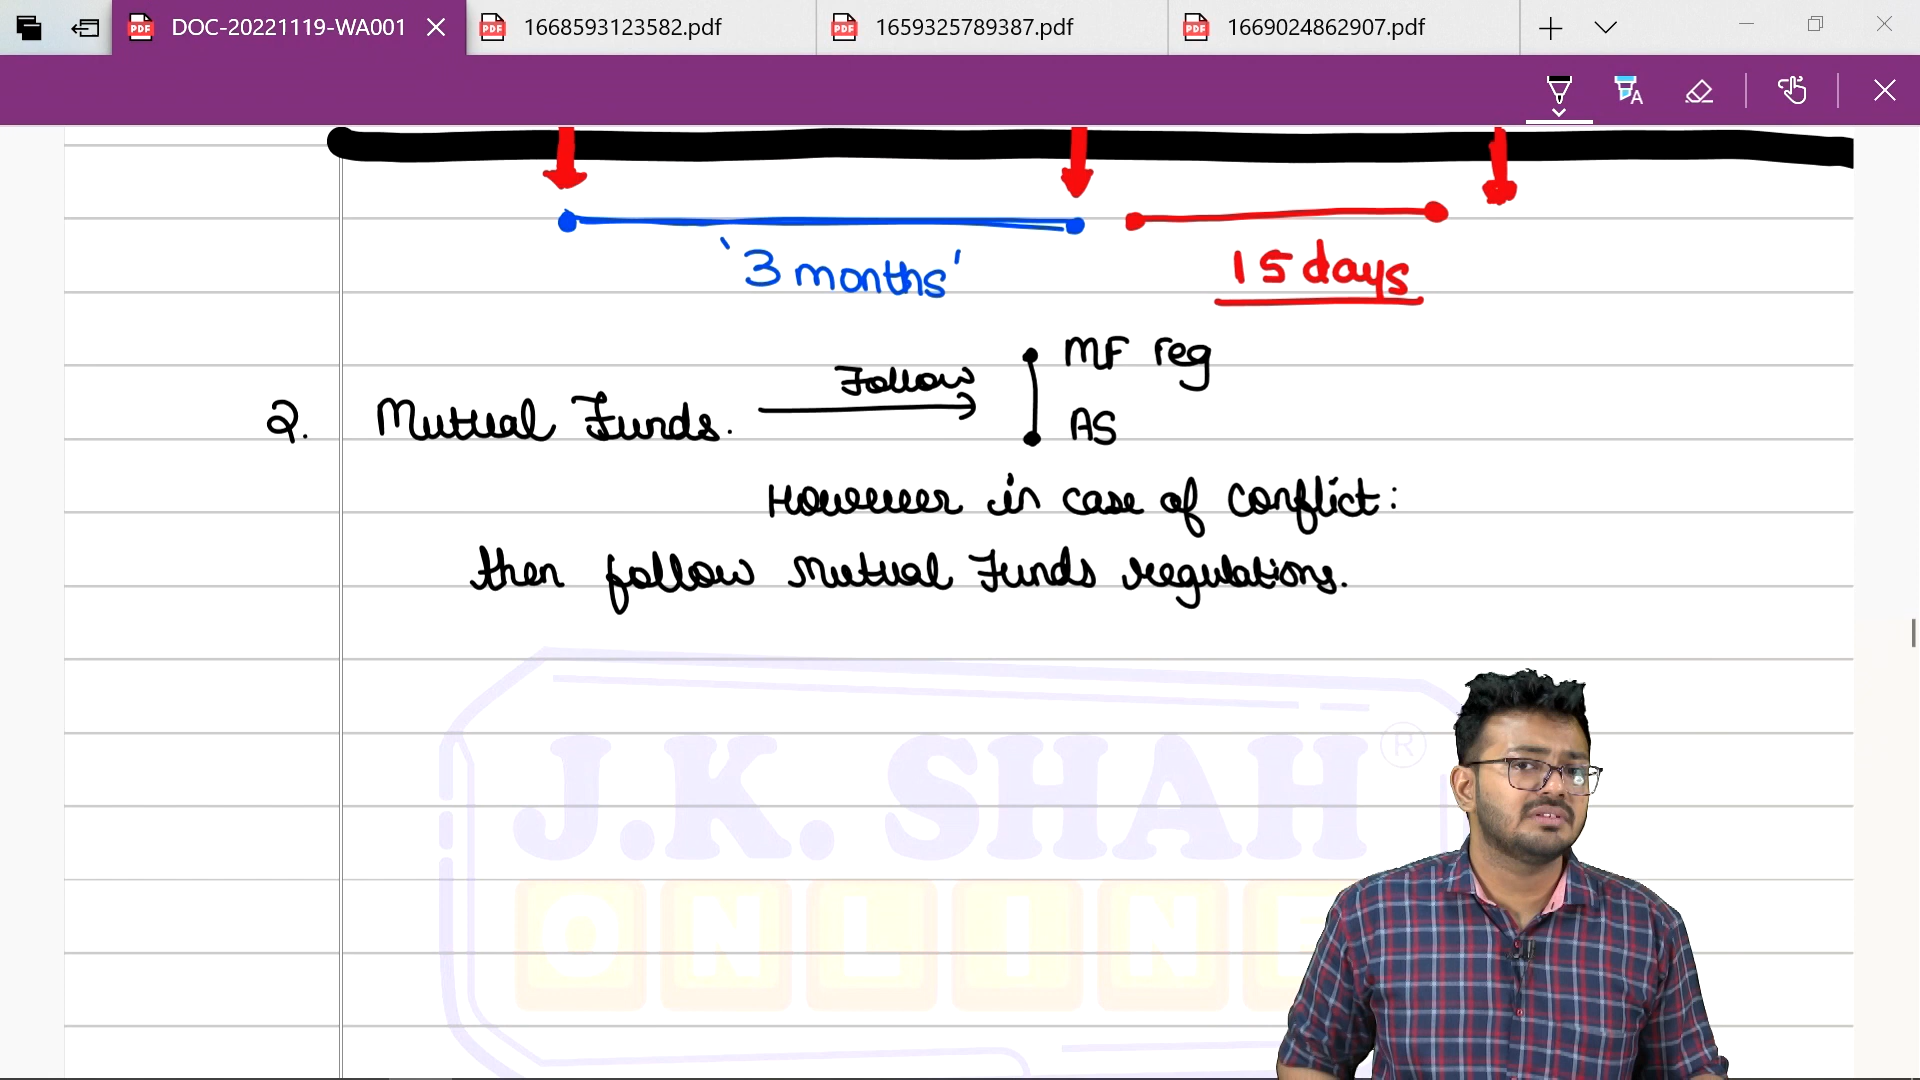 DOC-20221119-WA001 1668593123582.pdf 1659325789387.pdf 1669024862907.pdf
'3 months' 15 days
MF reg
Follow
2. Mutual Funds. AS
However in case of conflict:
then follow Mutual Funds regulations.
J.K. SHAH ®
ONLINE